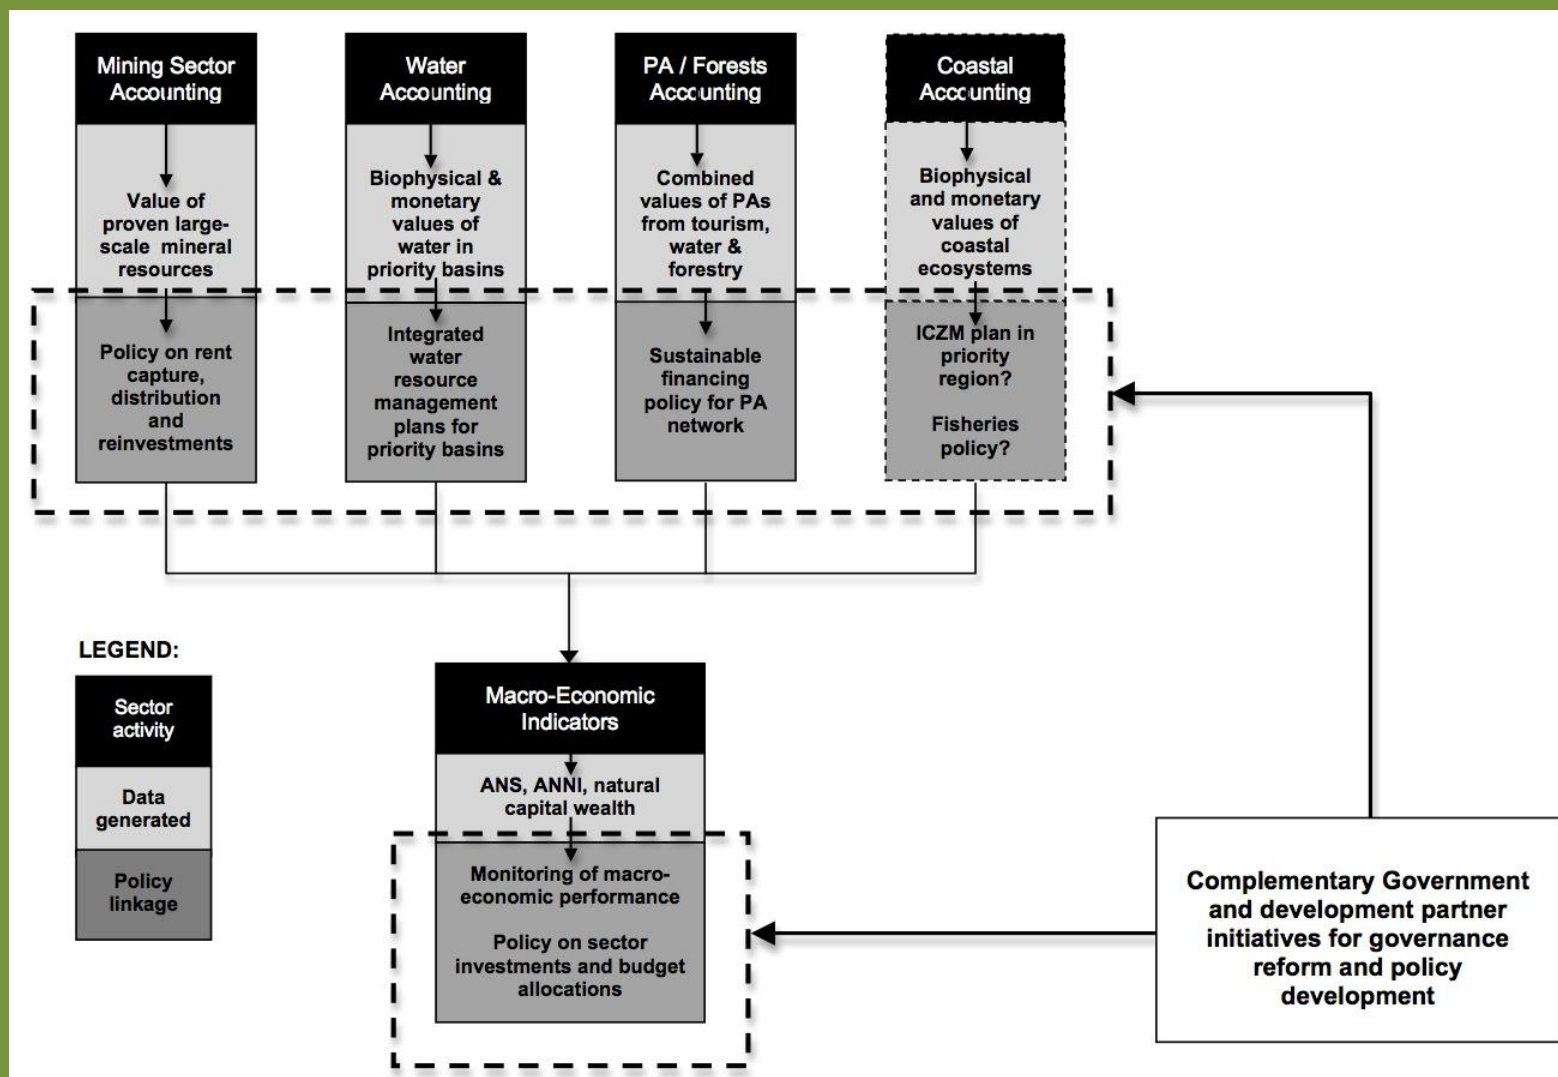 Mining Sector
Accounting
Value of
proven large-
scale mineral
resources
Policy on rent
capture,
distribution
and
reinvestments
Water
Accounting
Biophysical &
monetary
values of
water in
priority basins
Integrated
water
resource
management
plans for
priority basins
PA / Forests
Accounting
Combined
values of PAs
from tourism,
water &
forestry
Sustainable
financing
policy for PA
network
Coastal
Accounting
Biophysical
and monetary
values of
coastal
ecosystems
ICZM plan in
priority
region?
Fisheries
policy?
LEGEND:
Sector
activity
Data
generated
Policy
linkage
Macro-Economic
Indicators
ANS, ANNI, natural
capital wealth
Monitoring of macro-
economic performance
Policy on sector
investments and budget
allocations
Complementary Government
and development partner
initiatives for governance
reform and policy
development